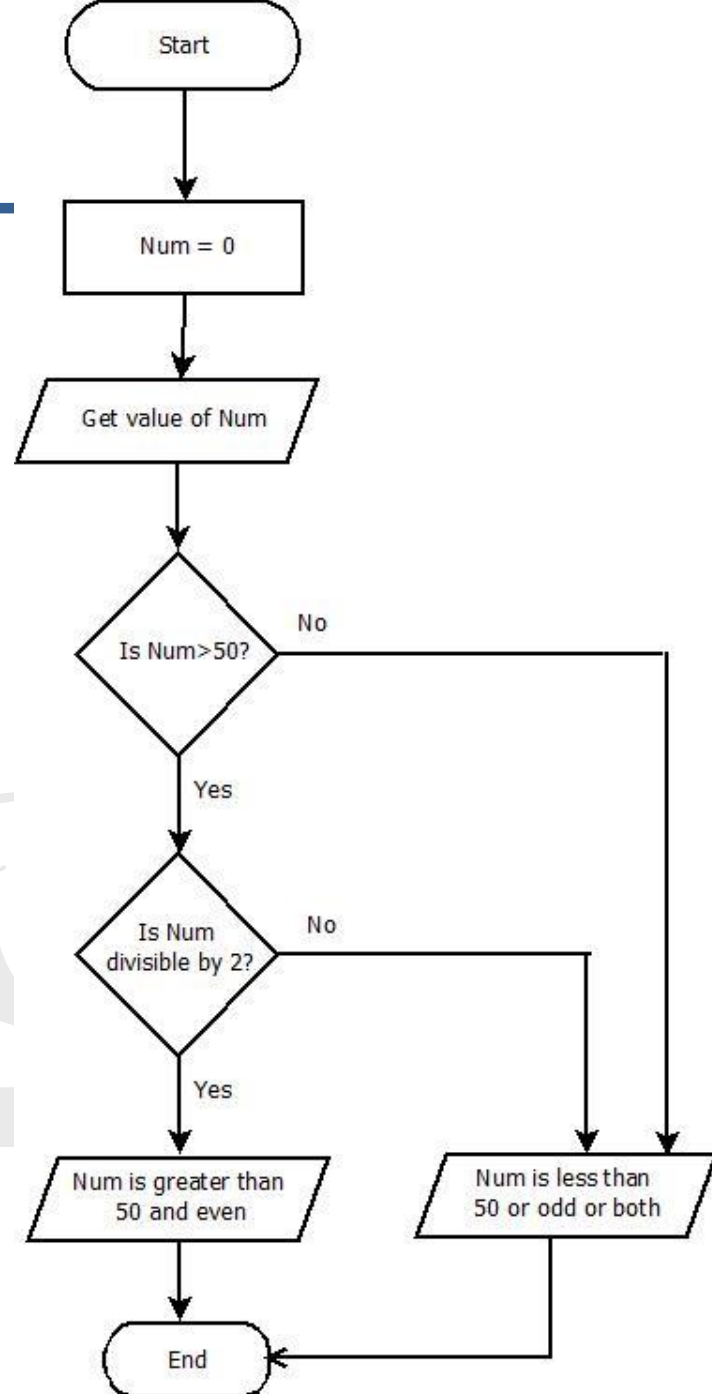 Start
Num = 0
Get value of Num
Is Num>50?
No
Yes
Is Num
divisible by 2?
No
Yes
Num is greater than
50 and even
Num is less than
50 or odd or both
End